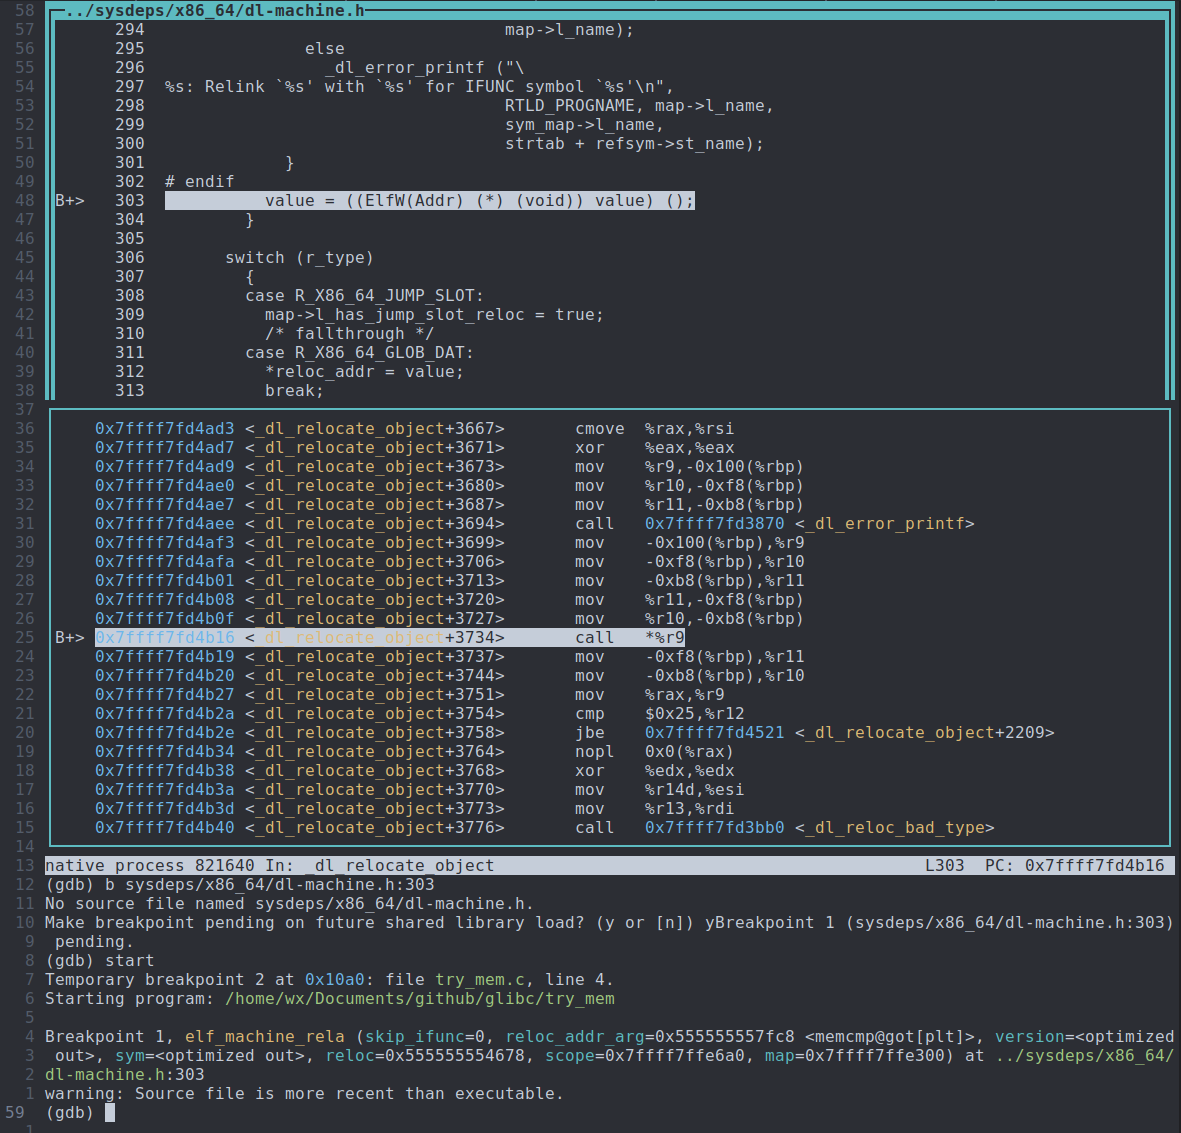 58 ../sysdeps/x86_64/dl-machine.h
57 294 map->l_name);
56 295 else
55 296 _dl_error_printf ("\
54 297 %s: Relink `%s' with `%s' for IFUNC symbol `%s'\n",
53 298 RTLD_PROGNAME, map->l_name,
52 299 sym_map->l_name,
51 300 strtab + refsym->st_name);
50 301 }
49 302 # endif
48 B+> 303 value = ((ElfW(Addr) (*) (void)) value) ();
47 304 }
46 305
45 306 switch (r_type)
44 307 {
43 308 case R_X86_64_JUMP_SLOT:
42 309 map->l_has_jump_slot_reloc = true;
41 310 /* fallthrough */
40 311 case R_X86_64_GLOB_DAT:
39 312 *reloc_addr = value;
38 313 break;
37
36 0x7ffff7fd4ad3 <_dl_relocate_object+3667> cmove %rax,%rsi
35 0x7ffff7fd4ad7 <_dl_relocate_object+3671> xor %eax,%eax
34 0x7ffff7fd4ad9 <_dl_relocate_object+3673> mov %r9,-0x100(%rbp)
33 0x7ffff7fd4ae0 <_dl_relocate_object+3680> mov %r10,-0xf8(%rbp)
32 0x7ffff7fd4ae7 <_dl_relocate_object+3687> mov %r11,-0xb8(%rbp)
31 0x7ffff7fd4aee <_dl_relocate_object+3694> call 0x7ffff7fd3870 <_dl_error_printf>
30 0x7ffff7fd4af3 <_dl_relocate_object+3699> mov -0x100(%rbp),%r9
29 0x7ffff7fd4afa <_dl_relocate_object+3706> mov -0xf8(%rbp),%r10
28 0x7ffff7fd4b01 <_dl_relocate_object+3713> mov -0xb8(%rbp),%r11
27 0x7ffff7fd4b08 <_dl_relocate_object+3720> mov %r11,-0xf8(%rbp)
26 0x7ffff7fd4b0f <_dl_relocate_object+3727> mov %r10,-0xb8(%rbp)
25 B+> 0x7ffff7fd4b16 <_dl_relocate_object+3734> call *%r9
24 0x7ffff7fd4b19 <_dl_relocate_object+3737> mov -0xf8(%rbp),%r11
23 0x7ffff7fd4b20 <_dl_relocate_object+3744> mov -0xb8(%rbp),%r10
22 0x7ffff7fd4b27 <_dl_relocate_object+3751> mov %rax,%r9
21 0x7ffff7fd4b2a <_dl_relocate_object+3754> cmp $0x25,%r12
20 0x7ffff7fd4b2e <_dl_relocate_object+3758> jbe 0x7ffff7fd4521 <_dl_relocate_object+2209>
19 0x7ffff7fd4b34 <_dl_relocate_object+3764> nopl 0x0(%rax)
18 0x7ffff7fd4b38 <_dl_relocate_object+3768> xor %edx,%edx
17 0x7ffff7fd4b3a <_dl_relocate_object+3770> mov %r14d,%esi
16 0x7ffff7fd4b3d <_dl_relocate_object+3773> mov %r13,%rdi
15 0x7ffff7fd4b40 <_dl_relocate_object+3776> call 0x7ffff7fd3bb0 <_dl_reloc_bad_type>
14
13 native process 821640 In: _dl_relocate_object L303 PC: 0x7ffff7fd4b16
12 (gdb) b sysdeps/x86_64/dl-machine.h:303
11 No source file named sysdeps/x86_64/dl-machine.h.
10 Make breakpoint pending on future shared library load? (y or [n]) yBreakpoint 1 (sysdeps/x86_64/dl-machine.h:303)
9 pending.
8 (gdb) start
7 Temporary breakpoint 2 at 0x10a0: file try_mem.c, line 4.
6 Starting program: /home/wx/Documents/github/glibc/try_mem
5
4 Breakpoint 1, elf_machine_rela (skip_ifunc=0, reloc_addr_arg=0x555555557fc8 <memcmp@got[plt]>, version=<optimized
3 out>, sym=<optimized out>, reloc=0x555555554678, scope=0x7ffff7ffe6a0, map=0x7ffff7ffe300) at ../sysdeps/x86_64/
2 dl-machine.h:303
1 warning: Source file is more recent than executable.
59 (gdb)
1